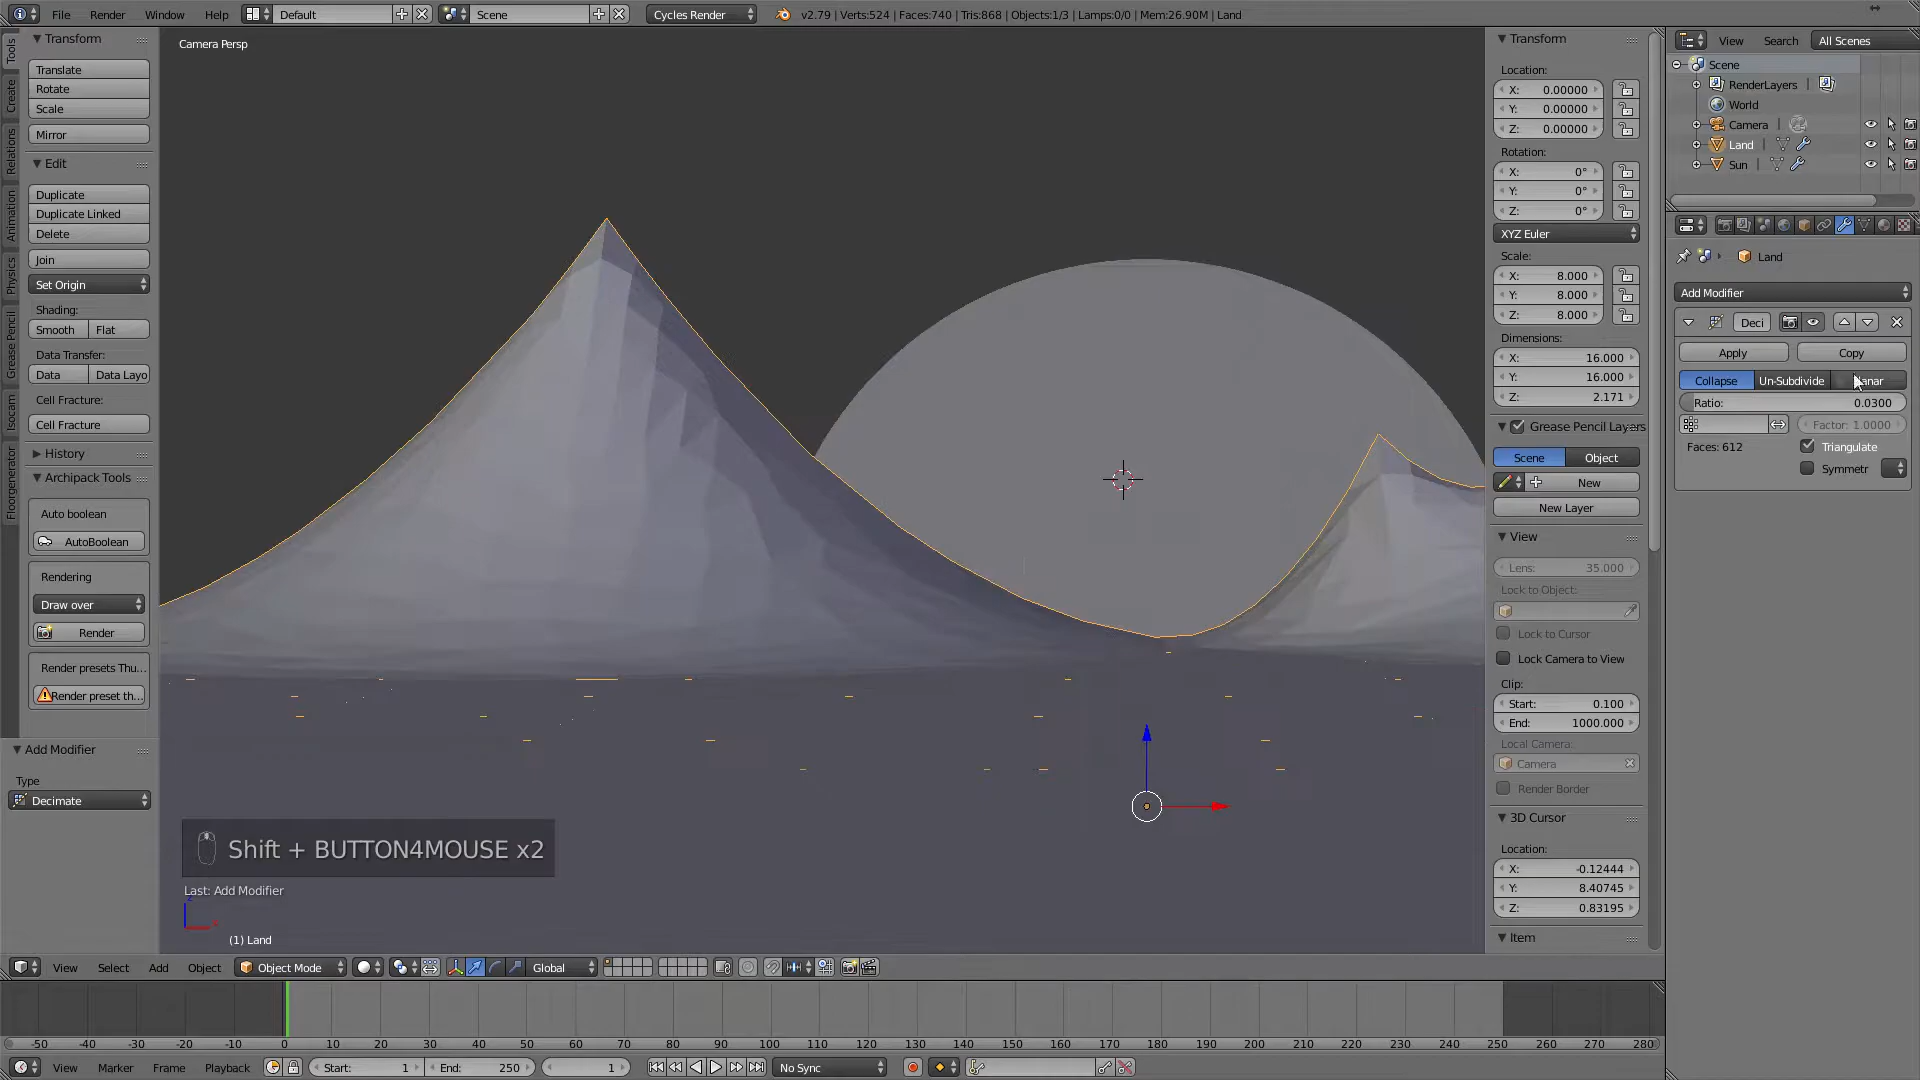 File Render Window Help Default Scene Cycles Render v2.79 | Verts:524 | Faces:740 | Tris:868 | Objects:1/3 | Lamps:0/0 | Mem:26.90M | Land
Tools
Create
Relations
Animation
Physics
Grease Pencil
Isocam
Floorgenerator
Transform
Translate
Rotate
Scale
Mirror
Edit
Duplicate
Duplicate Linked
Delete
Join
Set Origin
Shading:
Smooth Flat
Data Transfer:
Data Data Layo
Cell Fracture:
Cell Fracture
History
Archipack Tools
Auto boolean
AutoBoolean
Rendering
Draw over
Render
Render presets Thu...
Render preset th...
Add Modifier
Type
Decimate
Camera Persp
Shift + BUTTON4MOUSE x2
Last: Add Modifier
(1) Land
Transform
Location:
X: 0.00000
Y: 0.00000
Z: 0.00000
Rotation:
X: 0°
Y: 0°
Z: 0°
XYZ Euler
Scale:
X: 8.000
Y: 8.000
Z: 8.000
Dimensions:
X: 16.000
Y: 16.000
Z: 2.171
Grease Pencil Layers
Scene Object
New
New Layer
View
Lens: 35.000
Lock to Object:
Lock to Cursor
Lock Camera to View
Clip:
Start: 0.100
End: 1000.000
Local Camera:
Camera
Render Border
3D Cursor
Location:
X: -0.12444
Y: 8.40745
Z: 0.83195
Item
View Search All Scenes
Scene
RenderLayers
World
Camera
Land
Sun
Land
Add Modifier
Deci
Apply Copy
Collapse Un-Subdivide
Ratio: 0.0300
Factor: 1.0000
Faces: 612 Triangulate
Symmetr
View Select Add Object Object Mode Global
-50 -40 -30 -20 -10 0 10 20 30 40 50 60 70 80 90 100 110 120 130 140 150 160 170 180 190 200 210 220 230 240 250 260 270 280
View Marker Frame Playback Start: 1 End: 250 1 No Sync